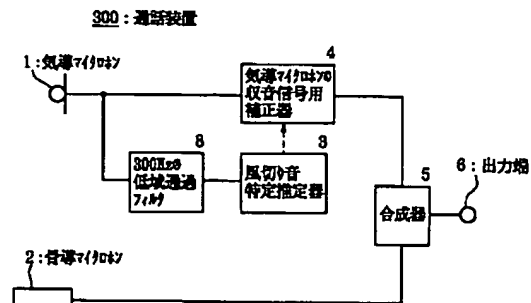 300:通話装置
1:気導マイクロホン
4
気導マイクロホンの
収音信号用
補正器
8
300Hzの
低域通過
フィルタ
3
風切り音
特定推定器
5
合成器
6:出力端
2:骨導マイクロホン